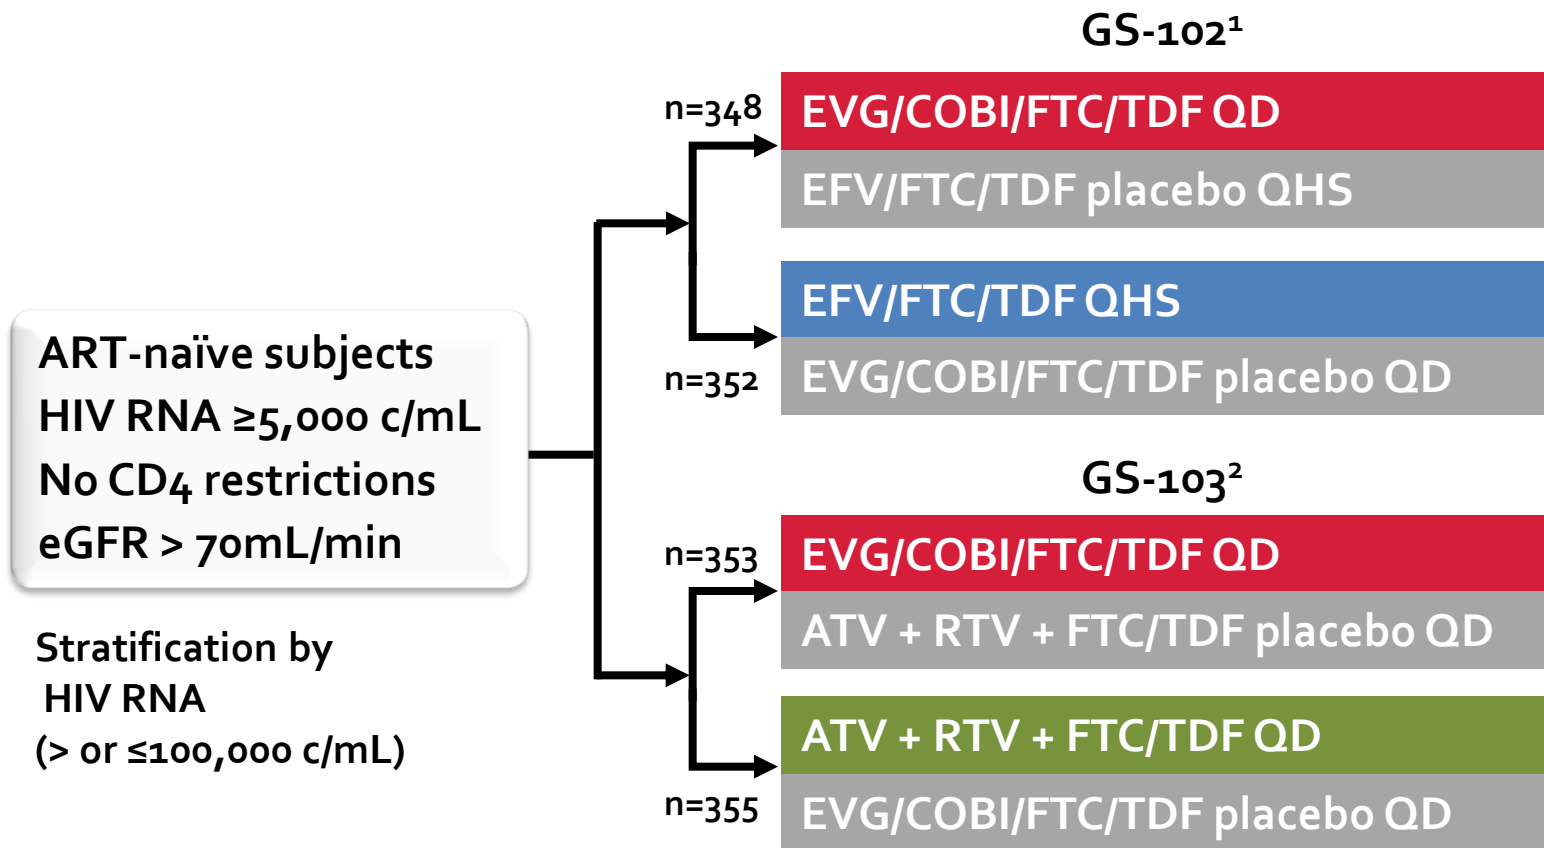 GS-102¹
n=348
EVG/COBI/FTC/TDF QD
EFV/FTC/TDF placebo QHS
EFV/FTC/TDF QHS
n=352
EVG/COBI/FTC/TDF placebo QD
ART-naïve subjects
HIV RNA ≥5,000 c/mL
No CD4 restrictions
eGFR > 70mL/min
Stratification by
HIV RNA
(> or ≤100,000 c/mL)
GS-103²
n=353
EVG/COBI/FTC/TDF QD
ATV + RTV + FTC/TDF placebo QD
ATV + RTV + FTC/TDF QD
n=355
EVG/COBI/FTC/TDF placebo QD